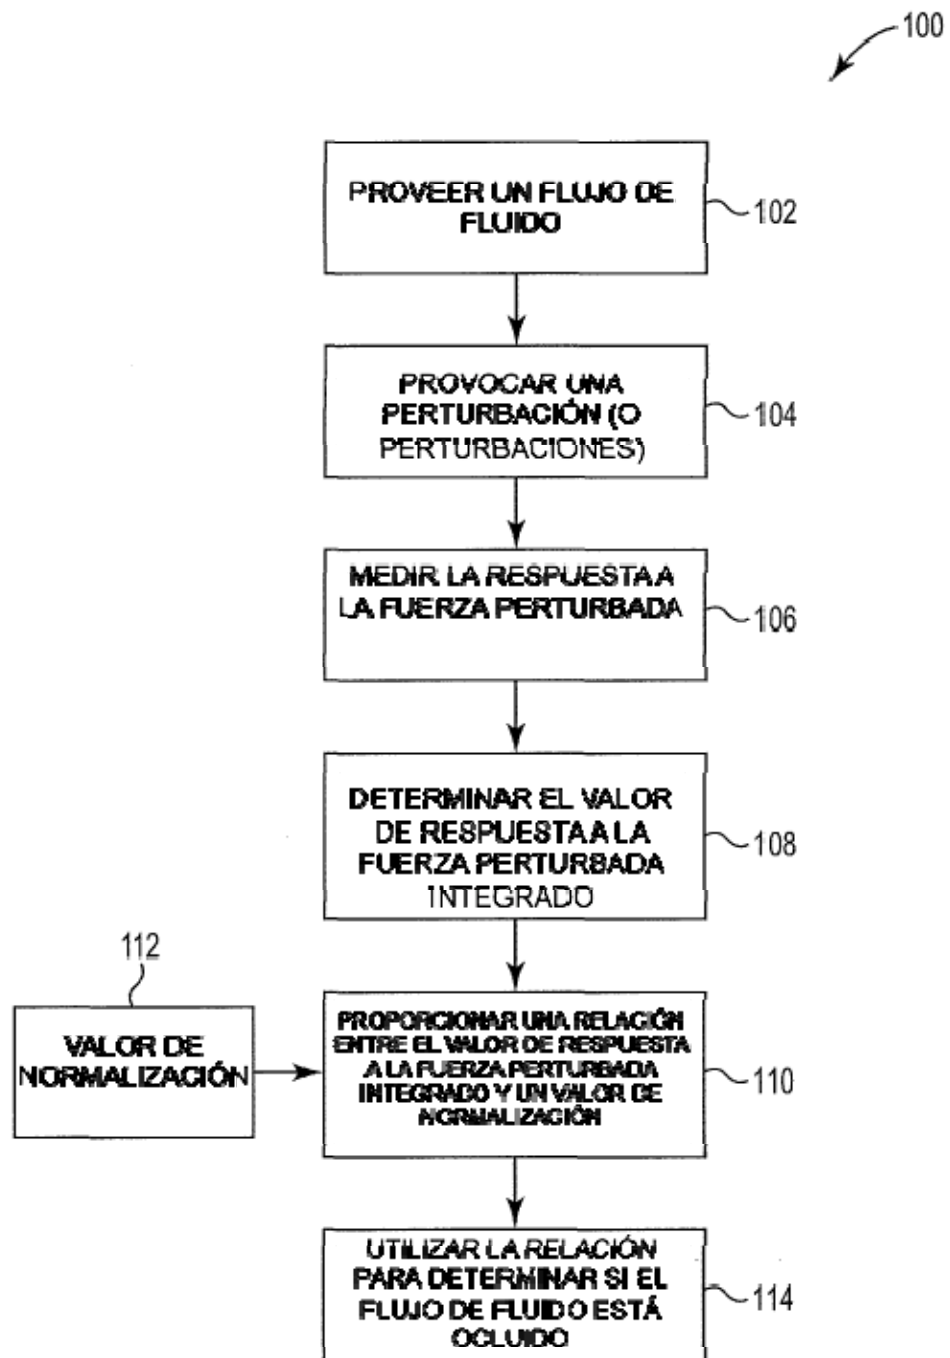 100
PROVEER UN FLUJO DE
FLUIDO
102
PROVOCAR UNA
PERTURBACIÓN (O
PERTURBACIONES)
104
MEDIR LA RESPUESTA A
LA FUERZA PERTURBADA
106
DETERMINAR EL VALOR
DE RESPUESTA A LA
FUERZA PERTURBADA
INTEGRADO
108
112
VALOR DE
NORMALIZACIÓN
PROPORCIONAR UNA RELACIÓN
ENTRE EL VALOR DE RESPUESTA
A LA FUERZA PERTURBADA
INTEGRADO Y UN VALOR DE
NORMALIZACIÓN
110
UTILIZAR LA RELACIÓN
PARA DETERMINAR SI EL
FLUJO DE FLUIDO ESTÁ
OCLUIDO
114